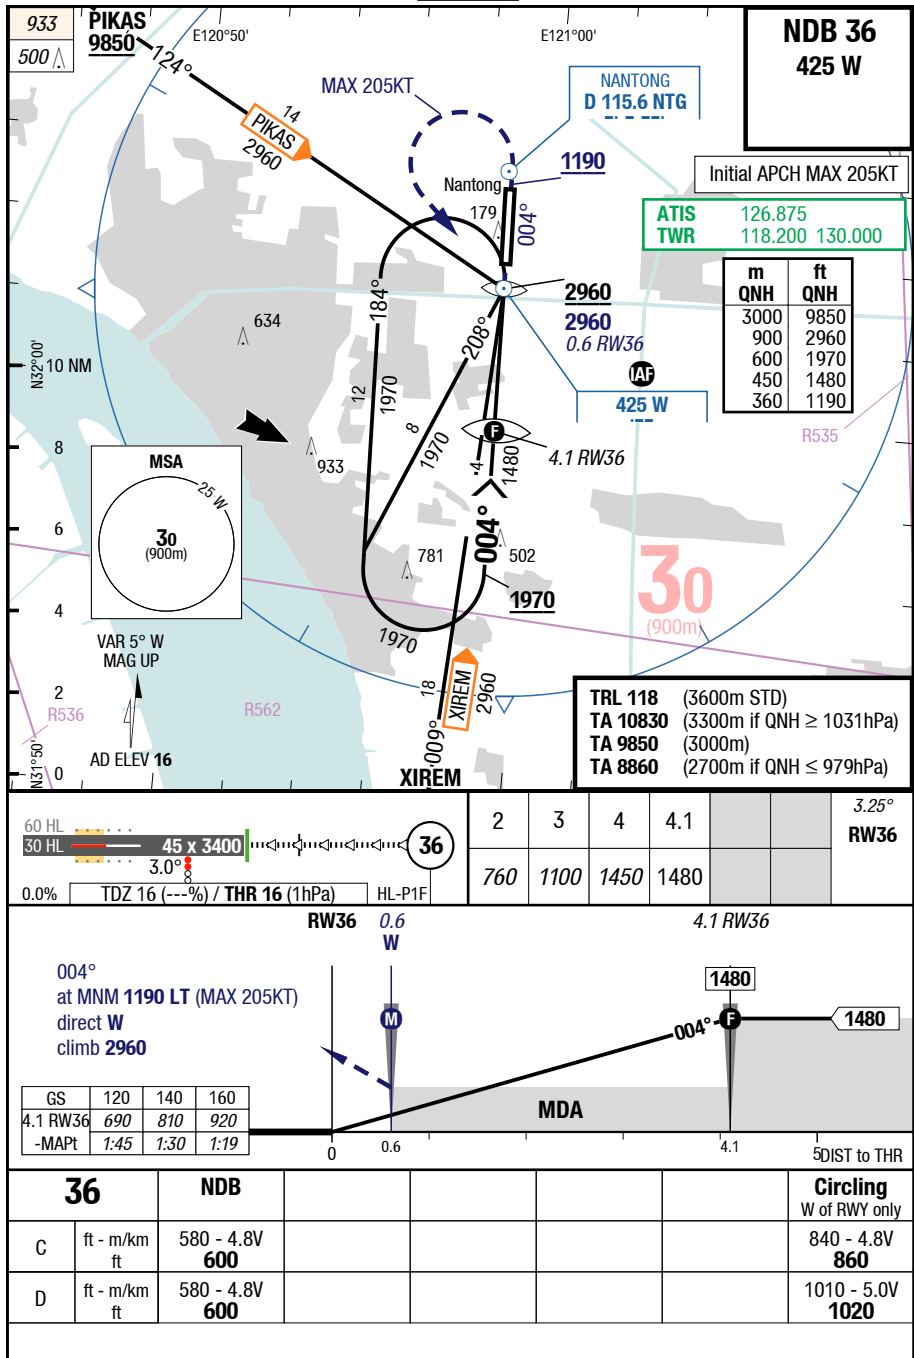 933
500
PIKAS
9850
E120°50'
E121°00'
NDB 36
425 W
124°
MAX 205KT
NANTONG
D 115.6 NTG
14
PIKAS
2960
1190
Initial APCH MAX 205KT
Nantong
179
004°
ATIS 126.875
TWR 118.200 130.000
m ft
QNH QNH
3000 9850
900 2960
600 1970
450 1480
360 1190
2960
2960
0.6 RW36
184°
208°
634
IAF
425 W
N32°00'
10 NM
12
1970
8
1970
R535
F
4.1 RW36
1480
.4
8
933
MSA
25 W
30
(900m)
6
004°
502
781
30
(900m)
4
1970
1970
VAR 5° W
MAG UP
18
XIREM
2960
2
R536
R562
AD ELEV 16
009°
XIREM
N31°50'
0
TRL 118 (3600m STD)
TA 10830 (3300m if QNH ≥ 1031hPa)
TA 9850 (3000m)
TA 8860 (2700m if QNH ≤ 979hPa)
60 HL
30 HL
45 x 3400
36
3.0°
0.0%
TDZ 16 (---%) / THR 16 (1hPa)
HL-P1F
2 3 4 4.1
760 1100 1450 1480
3.25°
RW36
RW36 0.6 4.1 RW36
W
004°
at MNM 1190 LT (MAX 205KT)
direct W
climb 2960
1480
M
004°
F
1480
GS 120 140 160
4.1 RW36 690 810 920
-MAPt 1:45 1:30 1:19
MDA
0 0.6 4.1 5 DIST to THR
36 NDB Circling
W of RWY only
C ft - m/km 580 - 4.8V 840 - 4.8V
ft 600 860
D ft - m/km 580 - 4.8V 1010 - 5.0V
ft 600 1020